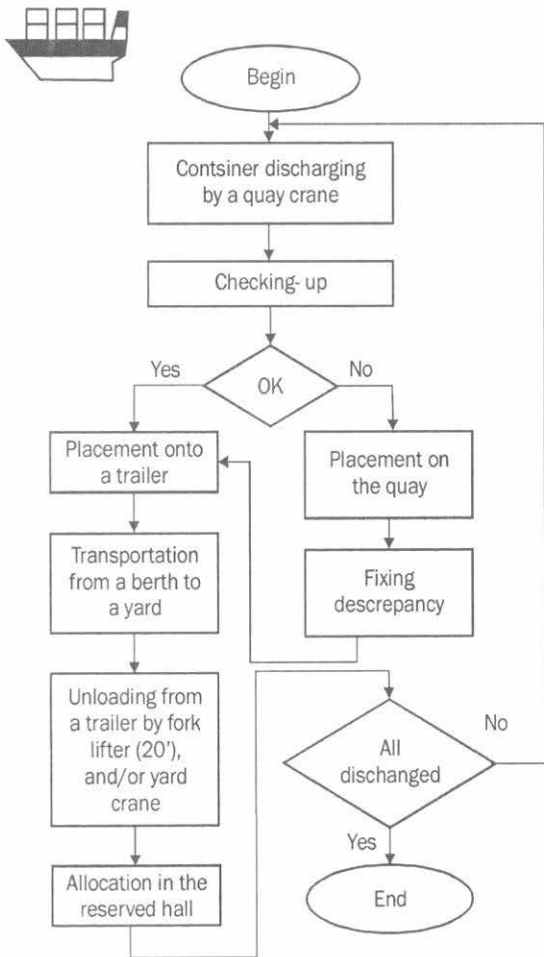 Begin
Contsiner discharging
by a quay crane
Checking- up
OK
Yes
No
Placement onto
a trailer
Placement on
the quay
Transportation
from a berth to
a yard
Fixing
descrepancy
Unloading from
a trailer by fork
lifter (20'),
and/or yard
crane
All
dischanged
No
Yes
Allocation in the
reserved hall
End